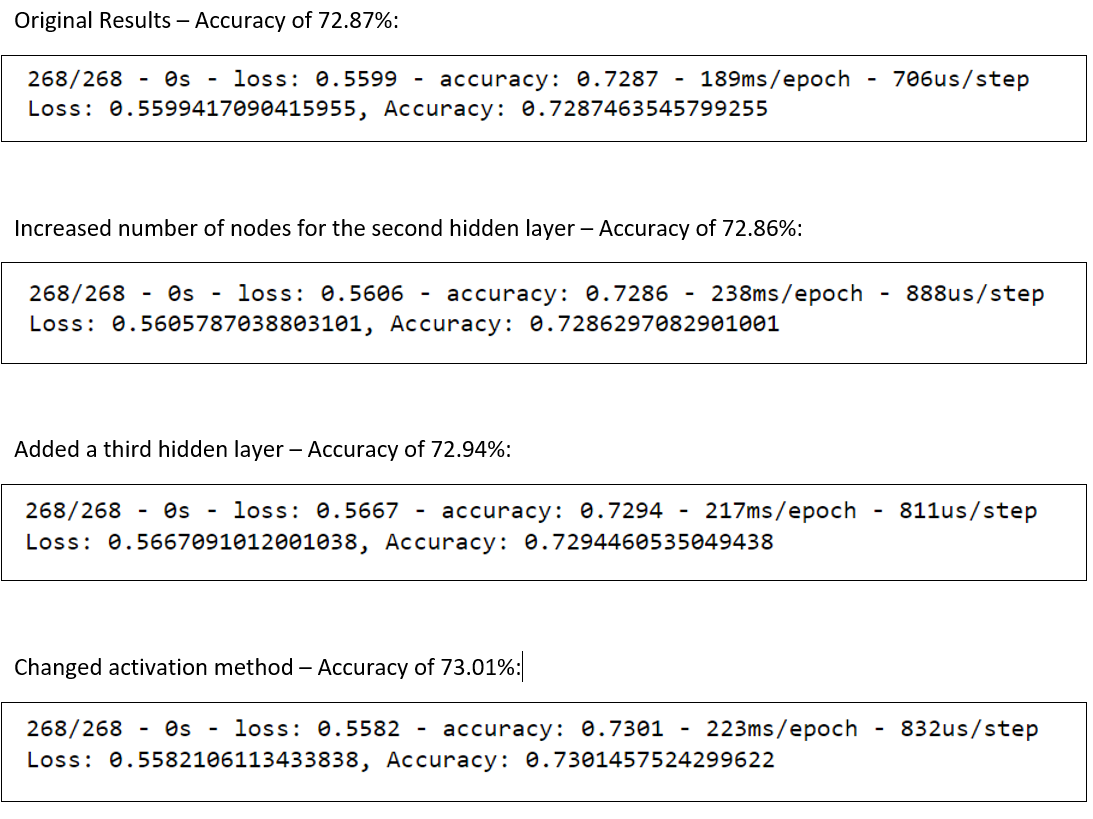 Original Results – Accuracy of 72.87%:
268/268 - 0s - loss: 0.5599 - accuracy: 0.7287 - 189ms/epoch - 706us/step
Loss: 0.5599417090415955, Accuracy: 0.7287463545799255
Increased number of nodes for the second hidden layer – Accuracy of 72.86%:
268/268 - 0s - loss: 0.5606 - accuracy: 0.7286 - 238ms/epoch - 888us/step
Loss: 0.5605787038803101, Accuracy: 0.7286297082901001
Added a third hidden layer – Accuracy of 72.94%:
268/268 - 0s - loss: 0.5667 - accuracy: 0.7294 - 217ms/epoch - 811us/step
Loss: 0.5667091012001038, Accuracy: 0.7294460535049438
Changed activation method – Accuracy of 73.01%:
268/268 - 0s - loss: 0.5582 - accuracy: 0.7301 - 223ms/epoch - 832us/step
Loss: 0.5582106113433838, Accuracy: 0.7301457524299622